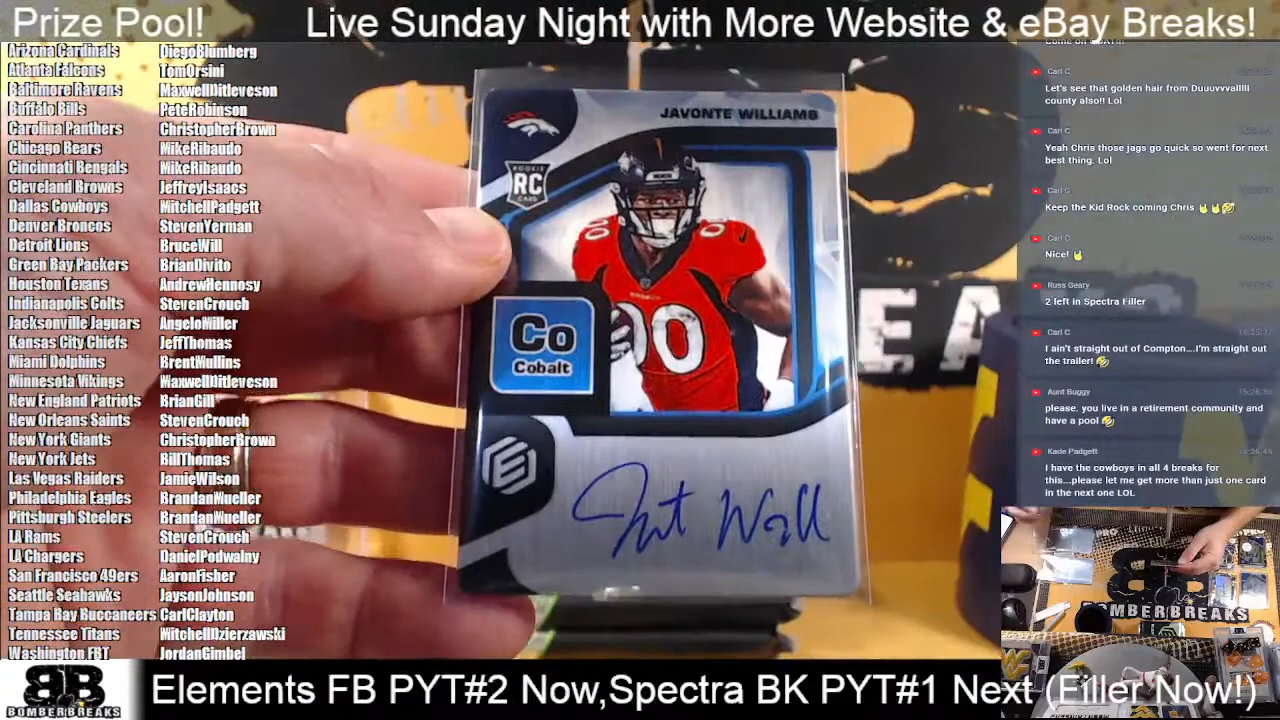 Prize Pool! Live Sunday Night with More Website & eBay Breaks!
Arizona Cardinals DiegoBlumberg
Atlanta Falcons TomOrsini
Baltimore Ravens MaxwellDitleveson
Buffalo Bills PeteRobinson
Carolina Panthers ChristopherBrown
Chicago Bears MikeRibaudo
Cincinnati Bengals MikeRibaudo
Cleveland Browns JeffreyIsaacs
Dallas Cowboys MitchellPadgett
Denver Broncos StevenYerman
Detroit Lions BruceWill
Green Bay Packers BrianDivito
Houston Texans AndrewHennosy
Indianapolis Colts StevenCrouch
Jacksonville Jaguars AngeloMiller
Kansas City Chiefs JeffThomas
Miami Dolphins BrentMullins
Minnesota Vikings MaxwellDitleveson
New England Patriots BrianGill
New Orleans Saints StevenCrouch
New York Giants ChristopherBrown
New York Jets BillThomas
Las Vegas Raiders JamieWilson
Philadelphia Eagles BrandanMueller
Pittsburgh Steelers BrandanMueller
LA Rams StevenCrouch
LA Chargers DanielPodwalny
San Francisco 49ers AaronFisher
Seattle Seahawks JaysonJohnson
Tampa Bay Buccaneers CarlClayton
Tennessee Titans MitchellDzierzawski
Washington FBT JordanGimbel
JAVONTE WILLIAMS
ROOKIE
RC
CARD
00 00
00
Co
Cobalt
E
EAR
BREAKS
Carl C
Let's see that golden hair from Duuuvvvalllll
county also!! Lol
Carl C
Yeah Chris those jags go quick so went for next
best thing. Lol
Carl C
Keep the Kid Rock coming Chris 🤘🤘🤣
Carl C
Nice! 🤘
Russ Geary
2 left in Spectra Filler
Carl C
I ain't straight out of Compton....I'm straight out
the trailer! 🤣
Aunt Buggy
please. you live in a retirement community and
have a pool 🤣
Kade Padgett
I have the cowboys in all 4 breaks for
this...please let me get more than just one card
in the next one LOL
BOMBERBREAKS
BB
BOMBERBREAKS
Elements FB PYT#2 Now,Spectra BK PYT#1 Next (Filler Now!)